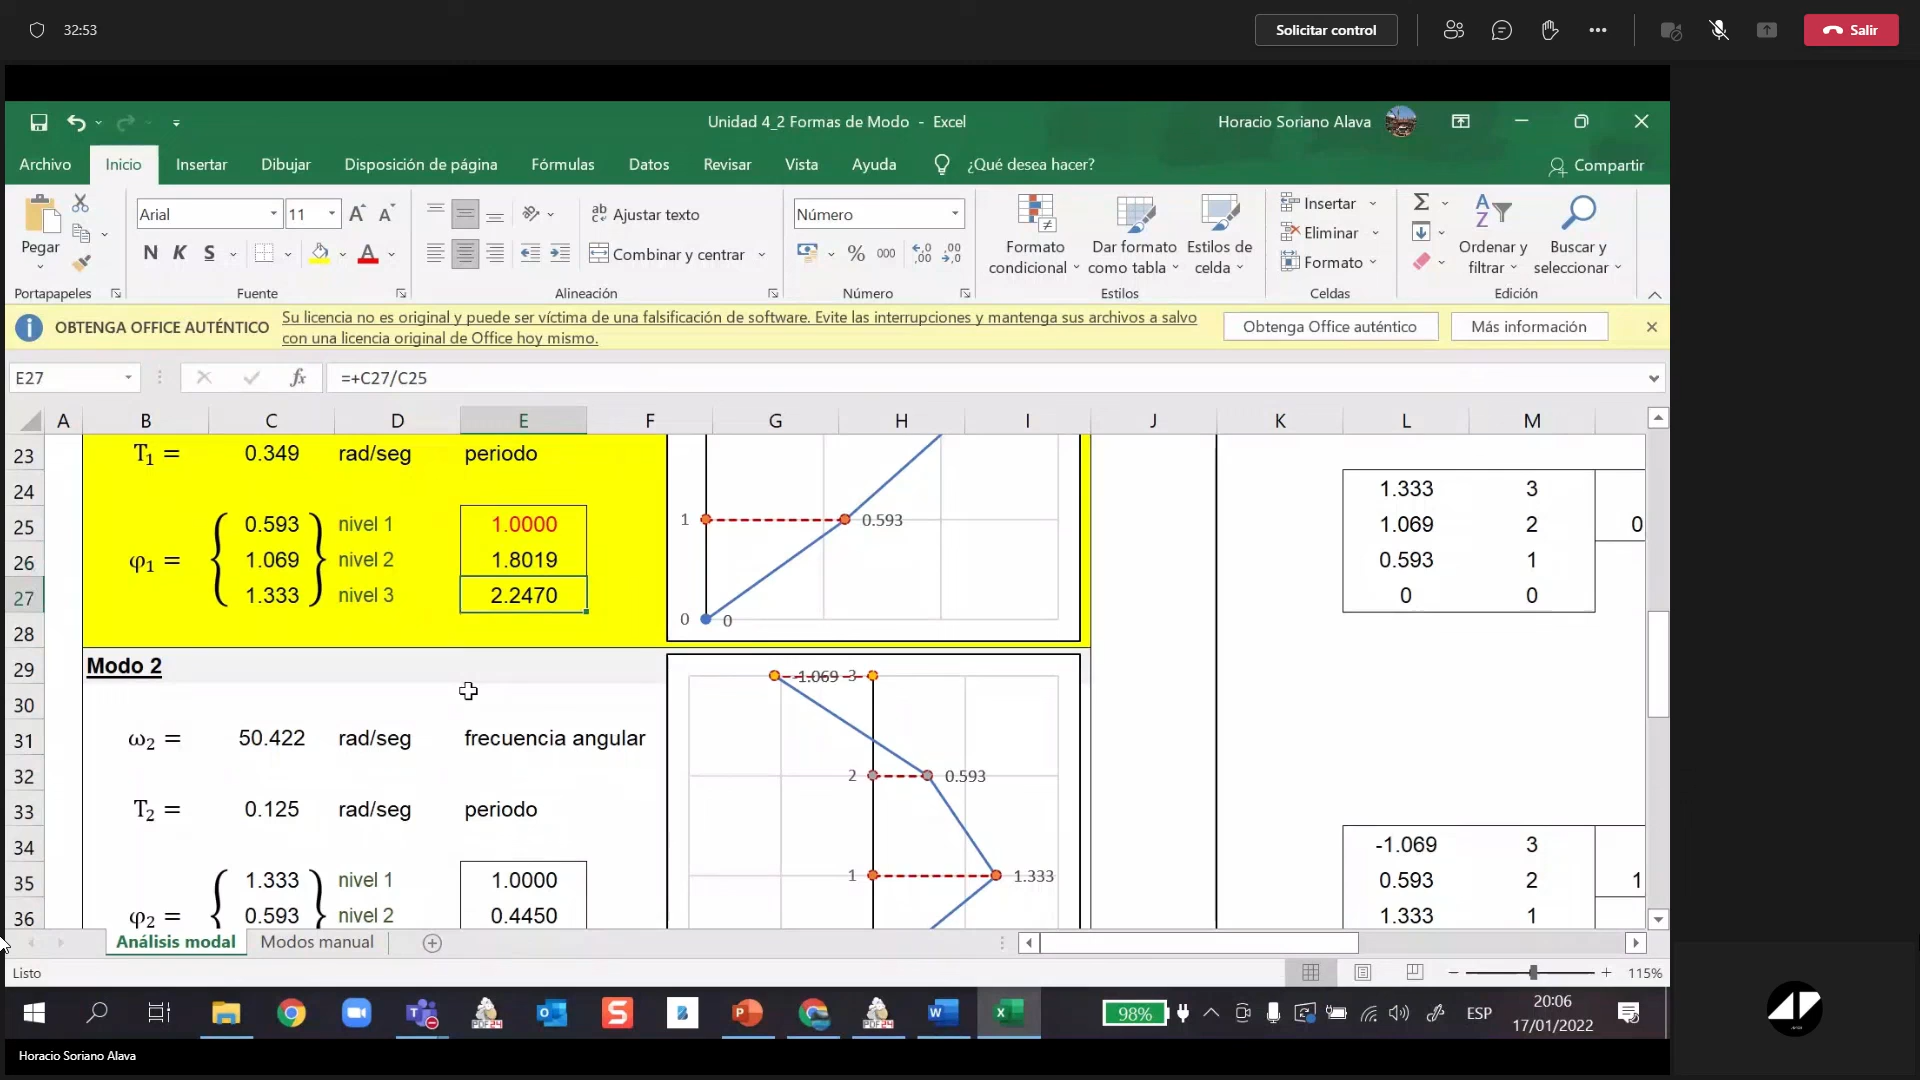 32:53
Solicitar control
Salir
Unidad 4_2 Formas de Modo - Excel
Horacio Soriano Alava
Archivo Inicio Insertar Dibujar Disposición de página Fórmulas Datos Revisar Vista Ayuda ¿Qué desea hacer? Compartir
Pegar
Arial 11
N K S
Ajustar texto
Combinar y centrar
Número
% 000
Formato condicional
Dar formato como tabla
Estilos de celda
Insertar
Eliminar
Formato
Ordenar y filtrar
Buscar y seleccionar
Portapapeles Fuente Alineación Número Estilos Celdas Edición
OBTENGA OFFICE AUTÉNTICO
Su licencia no es original y puede ser víctima de una falsificación de software. Evite las interrupciones y mantenga sus archivos a salvo
con una licencia original de Office hoy mismo.
Obtenga Office auténtico
Más información
E27 fx =+C27/C25
A B C D E F G H I J K L M
23 T₁ = 0.349 rad/seg periodo
24 1.333 3
25 0.593 nivel 1 1.0000 1 0.593 1.069 2 0
26 φ₁ = 1.069 nivel 2 1.8019 0.593 1
27 1.333 nivel 3 2.2470 0 0 0 0
28
29 Modo 2 -1.069 3
30
31 ω₂ = 50.422 rad/seg frecuencia angular
32 2 0.593
33 T₂ = 0.125 rad/seg periodo
34 -1.069 3
35 1.333 nivel 1 1.0000 1 1.333 0.593 2 1
36 φ₂ = 0.593 nivel 2 0.4450 1.333 1
Análisis modal Modos manual
Listo
115%
98%
ESP
20:06
17/01/2022
Horacio Soriano Alava